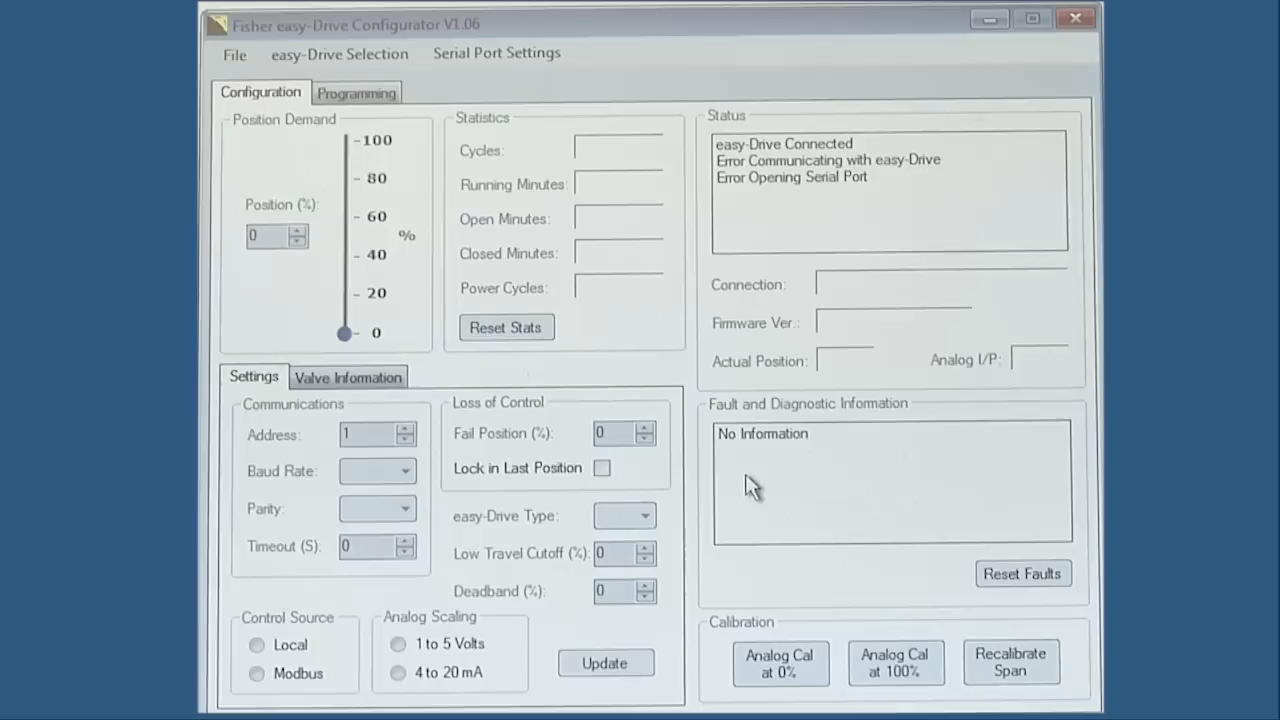 Fisher easy-Drive Configurator V1.06
File easy-Drive Selection Serial Port Settings
Configuration Programming
Position Demand
100
80
60
40
20
0
%
Position (%):
0
Statistics
Cycles:
Running Minutes:
Open Minutes:
Closed Minutes:
Power Cycles:
Reset Stats
Status
easy-Drive Connected
Error Communicating with easy-Drive
Error Opening Serial Port
Connection:
Firmware Ver.:
Actual Position: Analog I/P:
Settings Valve Information
Communications
Address: 1
Baud Rate:
Parity:
Timeout (S): 0
Loss of Control
Fail Position (%): 0
Lock in Last Position
easy-Drive Type:
Low Travel Cutoff (%): 0
Deadband (%): 0
Control Source
Local
Modbus
Analog Scaling
1 to 5 Volts
4 to 20 mA
Update
Fault and Diagnostic Information
No Information
Reset Faults
Calibration
Analog Cal
at 0%
Analog Cal
at 100%
Recalibrate
Span